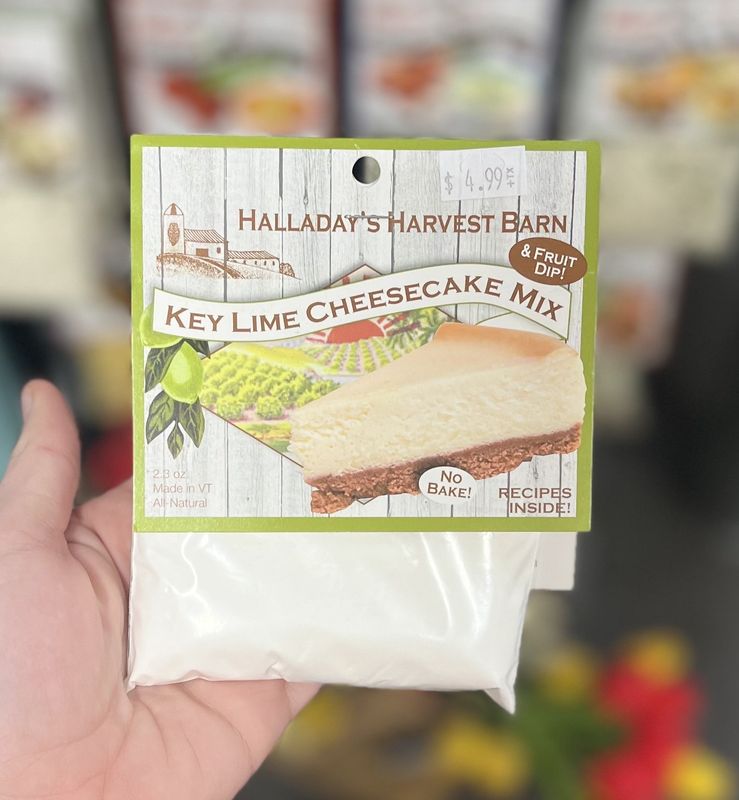 $ 4.99 +TX
HALLADAY'S HARVEST BARN
& FRUIT
DIP!
KEY LIME CHEESECAKE MIX
2.3 oz.
Made in VT
All-Natural
NO
BAKE!
RECIPES
INSIDE!